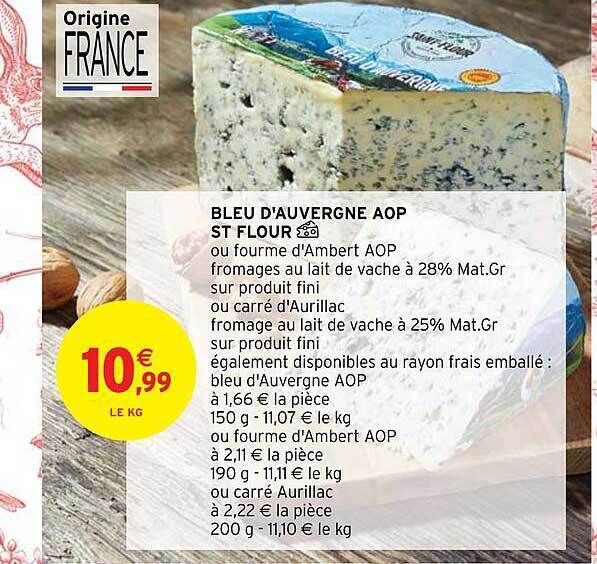 Origine
FRANCE
SAINT-FLOUR
BLEU D'AUVERGNE
BLEU D'AUVERGNE AOP
ST FLOUR
ou fourme d'Ambert AOP
fromages au lait de vache à 28% Mat.Gr
sur produit fini
ou carré d'Aurillac
fromage au lait de vache à 25% Mat.Gr
sur produit fini
également disponibles au rayon frais emballé :
bleu d'Auvergne AOP
à 1,66 € la pièce
150 g - 11,07 € le kg
ou fourme d'Ambert AOP
à 2,11 € la pièce
190 g - 11,11 € le kg
ou carré Aurillac
à 2,22 € la pièce
200 g - 11,10 € le kg
10€,99
LE KG